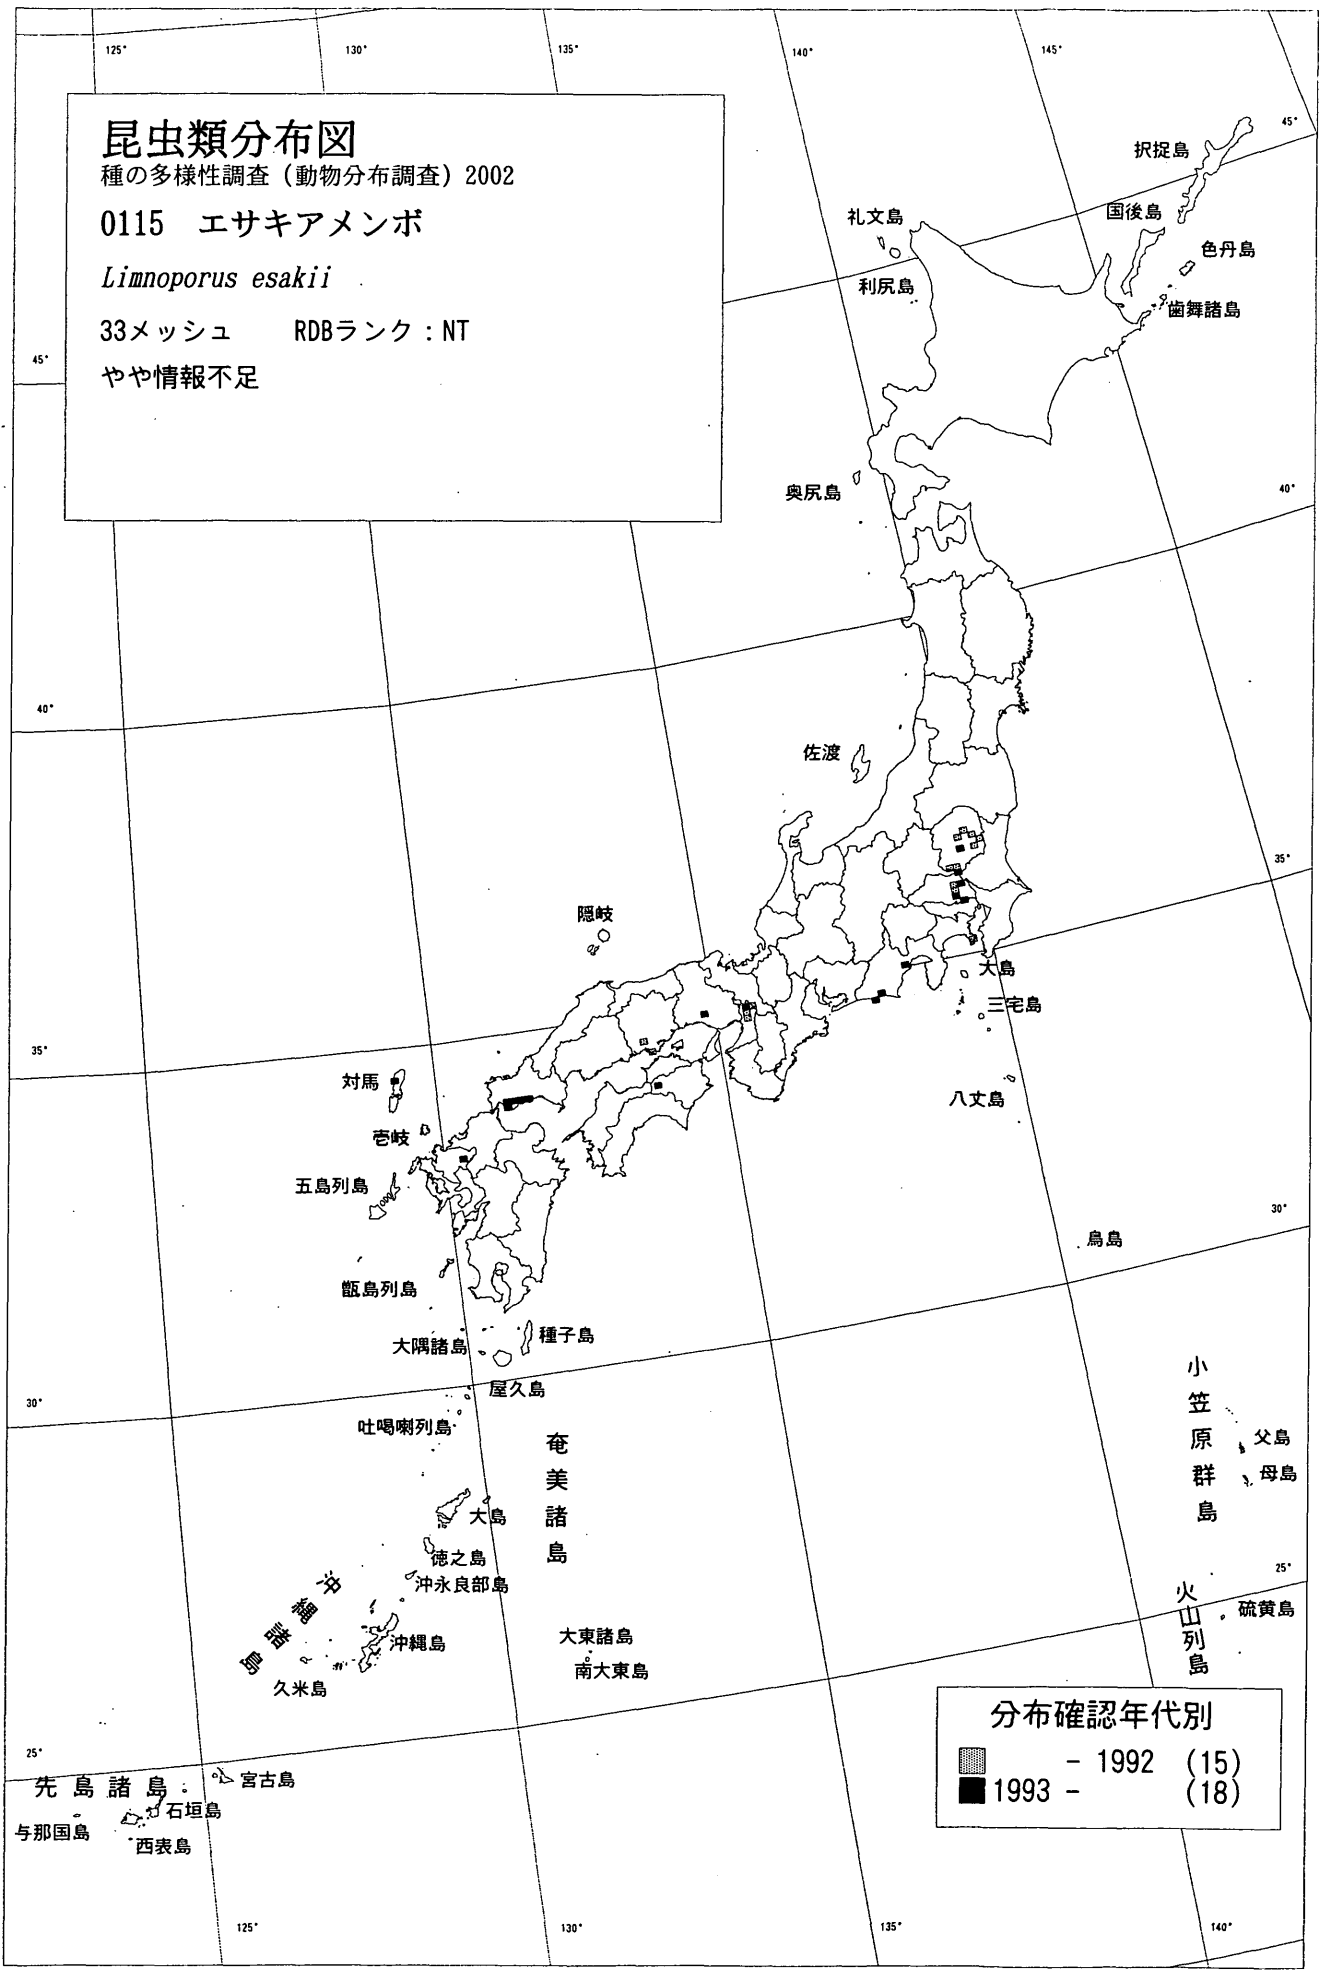 125°
130°
135°
140°
145°
昆虫類分布図
種の多様性調査（動物分布調査）2002
0115　エサキアメンボ
Limnoporus esakii
33メッシュ　　RDBランク：NT
やや情報不足
45°
択捉島
国後島
色丹島
歯舞諸島
礼文島
利尻島
45°
奥尻島
40°
40°
佐渡
35°
隠岐
大島
三宅島
八丈島
35°
対馬
壱岐
五島列島
30°
鳥島
甑島列島
大隅諸島
種子島
屋久島
30°
吐喝喇列島
奄美諸島
小笠原群島
父島
母島
大島
徳之島
沖永良部島
25°
沖縄諸島
沖縄島
久米島
大東諸島
南大東島
火山列島
硫黄島
25°
先島諸島
宮古島
石垣島
与那国島
西表島
分布確認年代別
- 1992 (15)
1993 - (18)
125°
130°
135°
140°